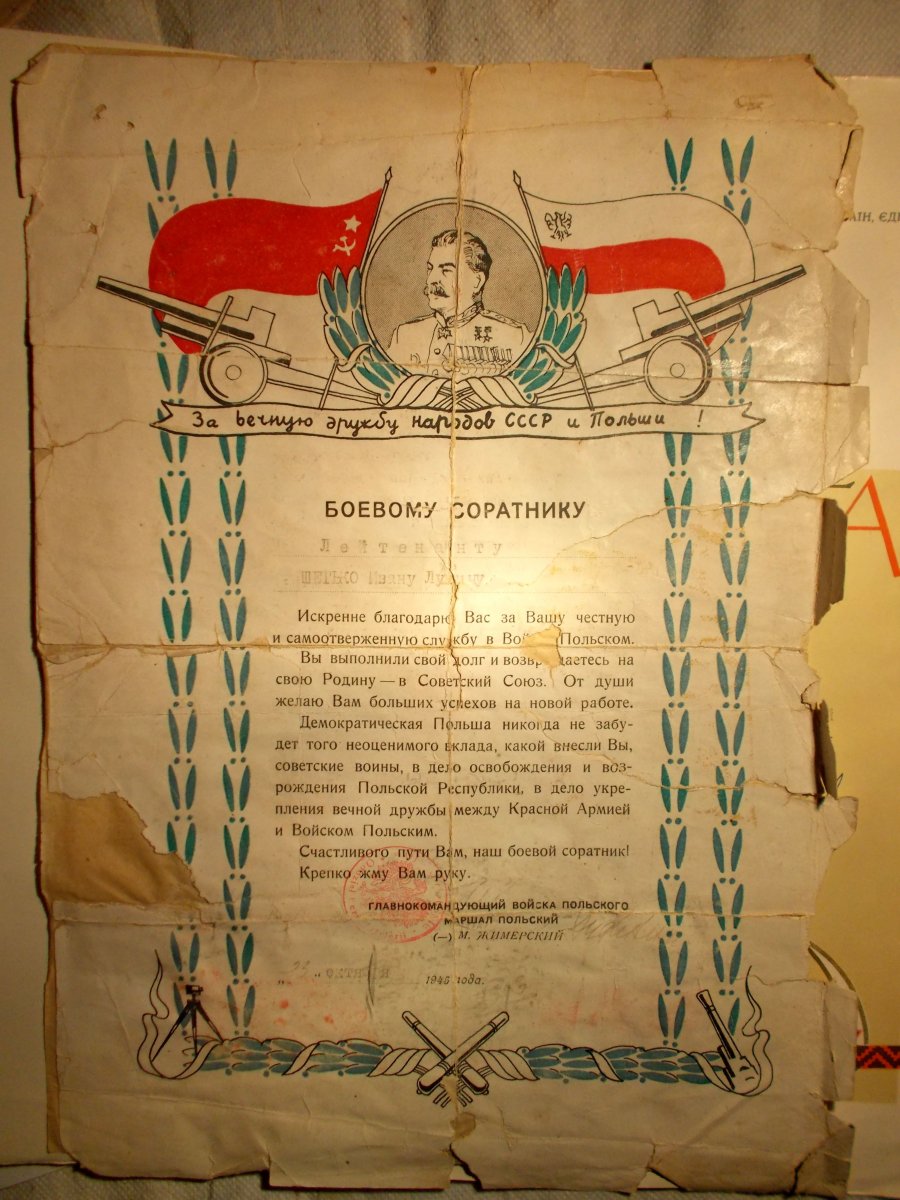 За вечную дружбу народов СССР и Польши !
БОЕВОМУ СОРАТНИКУ
Лейтенанту
Ивану
Искренне благодарю Вас за Вашу честную
и самоотверженную службу в Войске Польском.
Вы выполнили свой долг и возвращаетесь на
свою Родину — в Советский Союз. От души
желаю Вам больших успехов на новой работе.
Демократическая Польша никогда не забу-
дет того неоценимого вклада, какой внесли Вы,
советские воины, в дело освобождения и воз-
рождения Польской Республики, в дело укре-
пления вечной дружбы между Красной Армией
и Войском Польским.
Счастливого пути Вам, наш боевой соратник!
Крепко жму Вам руку.
ГЛАВНОКОМАНДУЮЩИЙ ВОЙСКА ПОЛЬСКОГО
МАРШАЛ ПОЛЬСКИЙ
(—) М. ЖИМЕРСКИЙ
октября 1945 года.